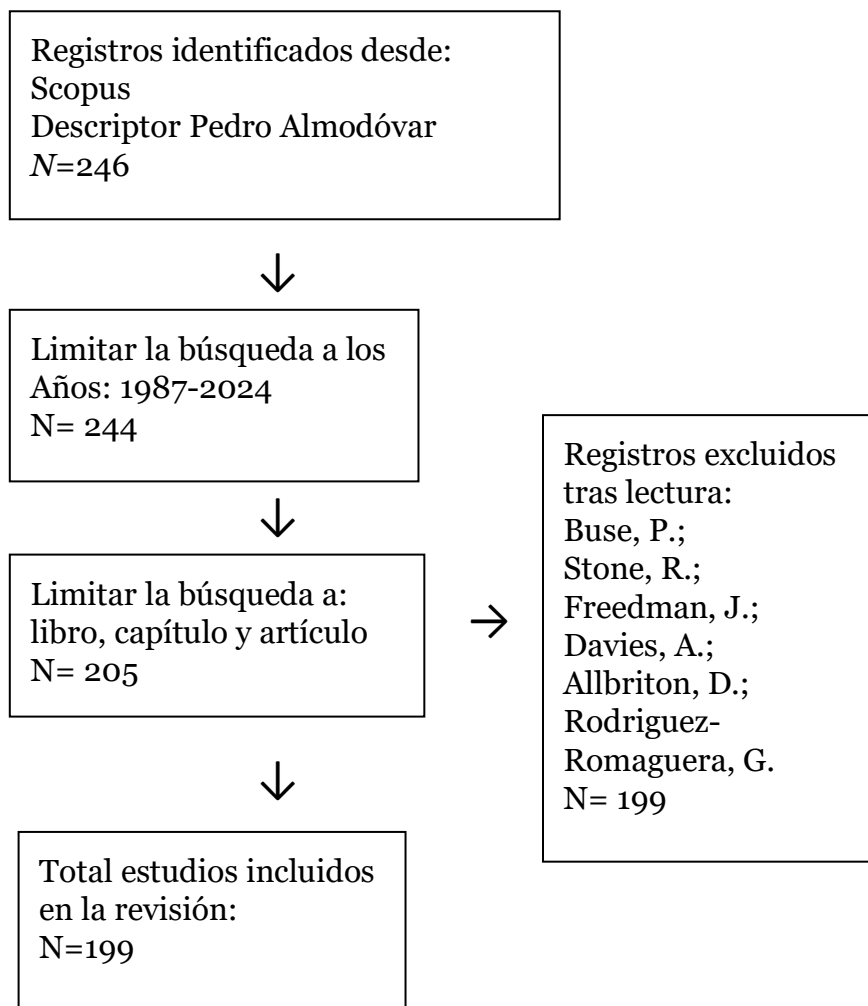 Registros identificados desde:
Scopus
Descriptor Pedro Almodóvar
N=246
Limitar la búsqueda a los
Años: 1987-2024
N= 244
Limitar la búsqueda a:
libro, capítulo y artículo
N= 205
Registros excluidos
tras lectura:
Buse, P.;
Stone, R.;
Freedman, J.;
Davies, A.;
Allbriton, D.;
Rodriguez-
Romaguera, G.
N= 199
Total estudios incluidos
en la revisión:
N=199